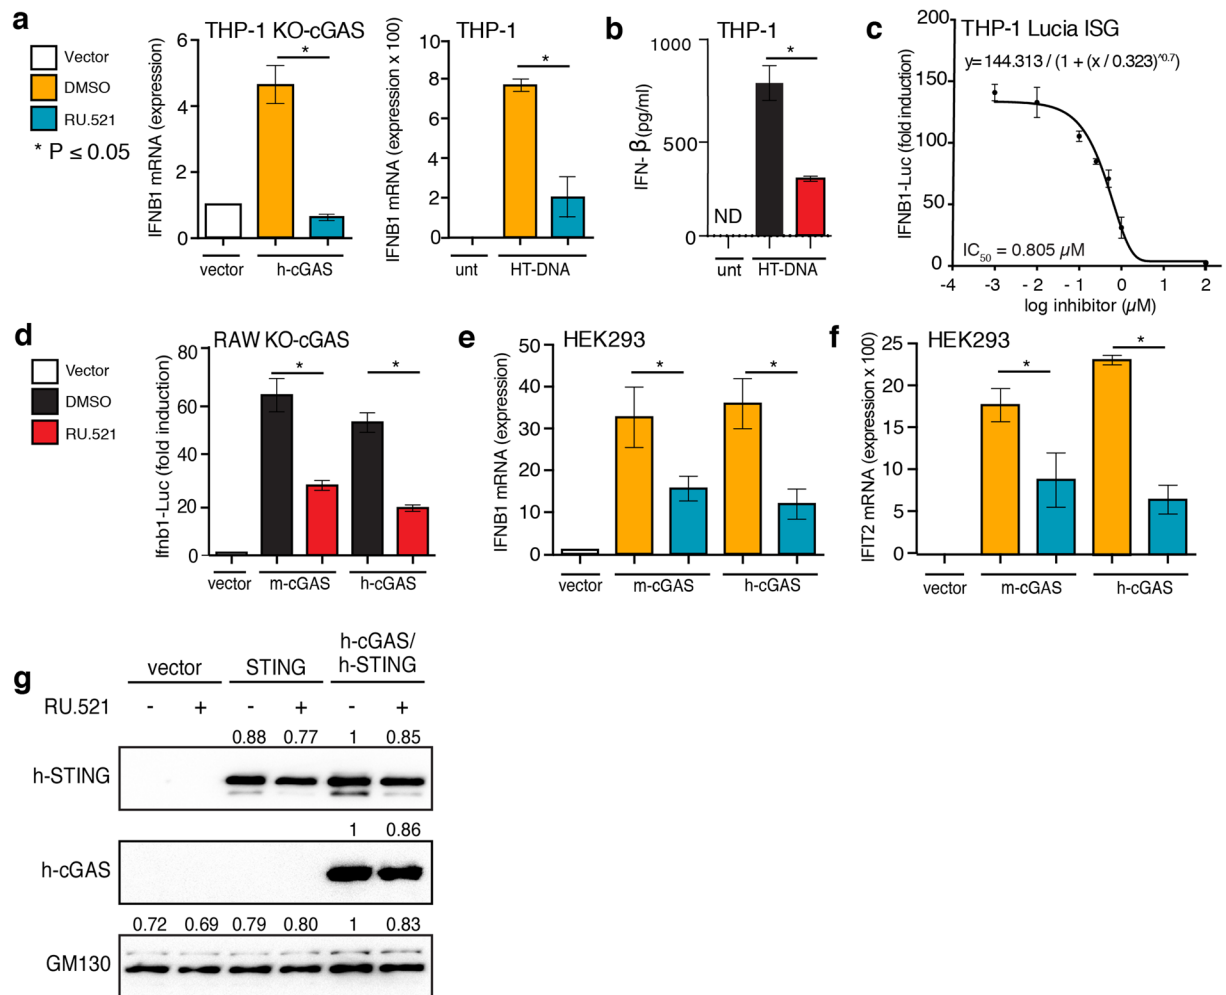 a
Vector
DMSO
RU.521
* P ≤ 0.05
THP-1 KO-cGAS
IFNB1 mRNA (expression)
6
4
2
0
*
vector
h-cGAS
THP-1
IFNB1 mRNA (expression x 100)
10
8
6
4
2
0
*
unt
HT-DNA
b
THP-1
IFN- β(pg/ml)
1000
500
0
ND
*
unt
HT-DNA
c
THP-1 Lucia ISG
y= 144.313 / (1 + (x / 0.323)^0.7)
IFNB1-Luc (fold induction)
200
150
100
50
0
IC50 = 0.805 µM
-4 -3 - 2 - 1 0 1 2
log inhibitor (µM)
d
Vector
DMSO
RU.521
RAW KO-cGAS
Ifnb1-Luc (fold induction)
80
60
40
20
0
* *
vector m-cGAS h-cGAS
e
HEK293
IFNB1 mRNA (expression)
50
40
30
20
10
0
* *
vector m-cGAS h-cGAS
f
HEK293
IFIT2 mRNA (expression x 100)
25
20
15
10
5
0
* *
vector m-cGAS h-cGAS
g
vector STING h-cGAS/
h-STING
RU.521 - + - + - +
0.88 0.77 1 0.85
h-STING
1 0.86
h-cGAS
0.72 0.69 0.79 0.80 1 0.83
GM130